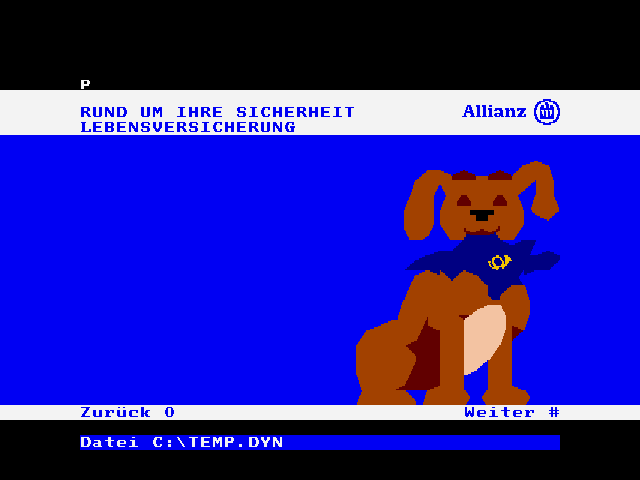 P
RUND UM IHRE SICHERHEIT
LEBENSVERSICHERUNG
Allianz
Zurück 0
Weiter #
Datei C:\TEMP.DYN